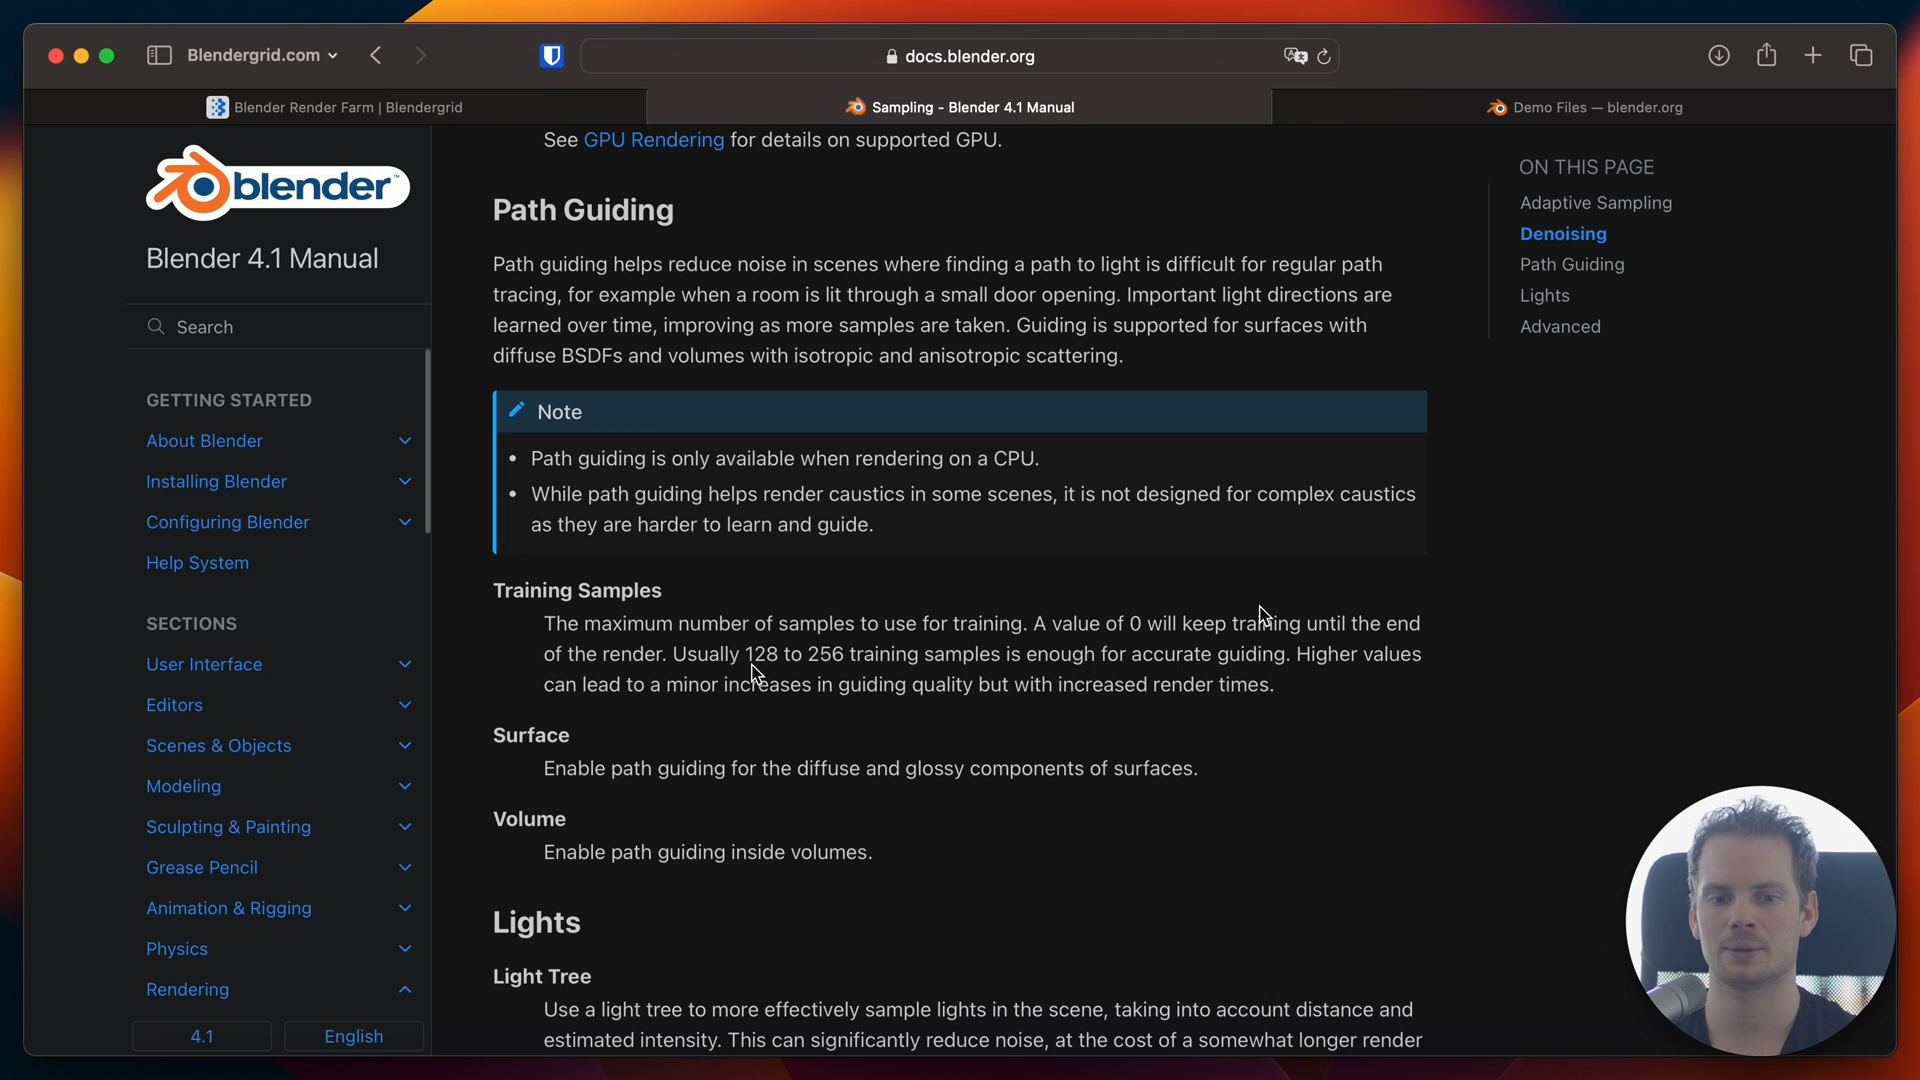 Blendergrid.com
docs.blender.org
Blender Render Farm | Blendergrid
Sampling - Blender 4.1 Manual
Demo Files — blender.org
blender™
Blender 4.1 Manual
Search
GETTING STARTED
About Blender
Installing Blender
Configuring Blender
Help System
SECTIONS
User Interface
Editors
Scenes & Objects
Modeling
Sculpting & Painting
Grease Pencil
Animation & Rigging
Physics
Rendering
4.1
English
See GPU Rendering for details on supported GPU.
Path Guiding
Path guiding helps reduce noise in scenes where finding a path to light is difficult for regular path
tracing, for example when a room is lit through a small door opening. Important light directions are
learned over time, improving as more samples are taken. Guiding is supported for surfaces with
diffuse BSDFs and volumes with isotropic and anisotropic scattering.
Note
• Path guiding is only available when rendering on a CPU.
• While path guiding helps render caustics in some scenes, it is not designed for complex caustics
as they are harder to learn and guide.
Training Samples
The maximum number of samples to use for training. A value of 0 will keep training until the end
of the render. Usually 128 to 256 training samples is enough for accurate guiding. Higher values
can lead to a minor increases in guiding quality but with increased render times.
Surface
Enable path guiding for the diffuse and glossy components of surfaces.
Volume
Enable path guiding inside volumes.
Lights
Light Tree
Use a light tree to more effectively sample lights in the scene, taking into account distance and
estimated intensity. This can significantly reduce noise, at the cost of a somewhat longer render
ON THIS PAGE
Adaptive Sampling
Denoising
Path Guiding
Lights
Advanced